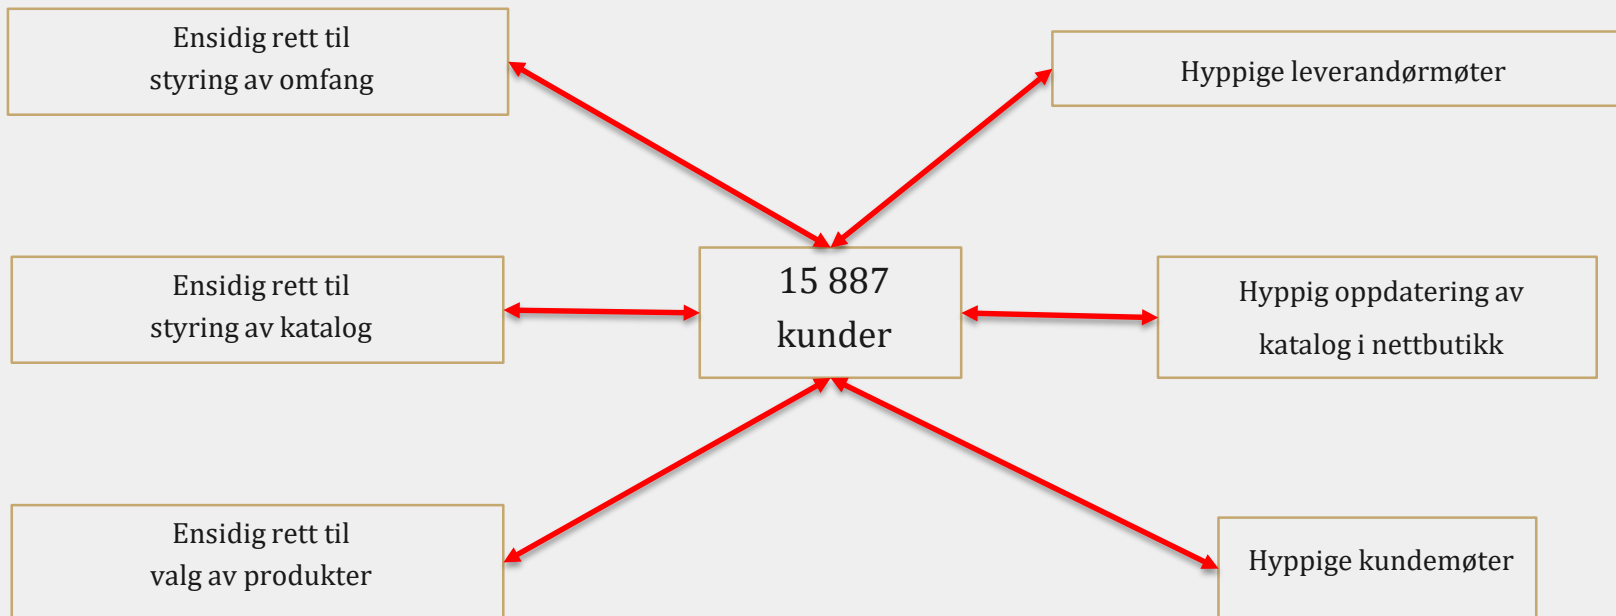 Ensidig rett til
styring av omfang
Hyppige leverandørmøter
Ensidig rett til
styring av katalog
15 887
kunder
Hyppig oppdatering av
katalog i nettbutikk
Ensidig rett til
valg av produkter
Hyppige kundemøter